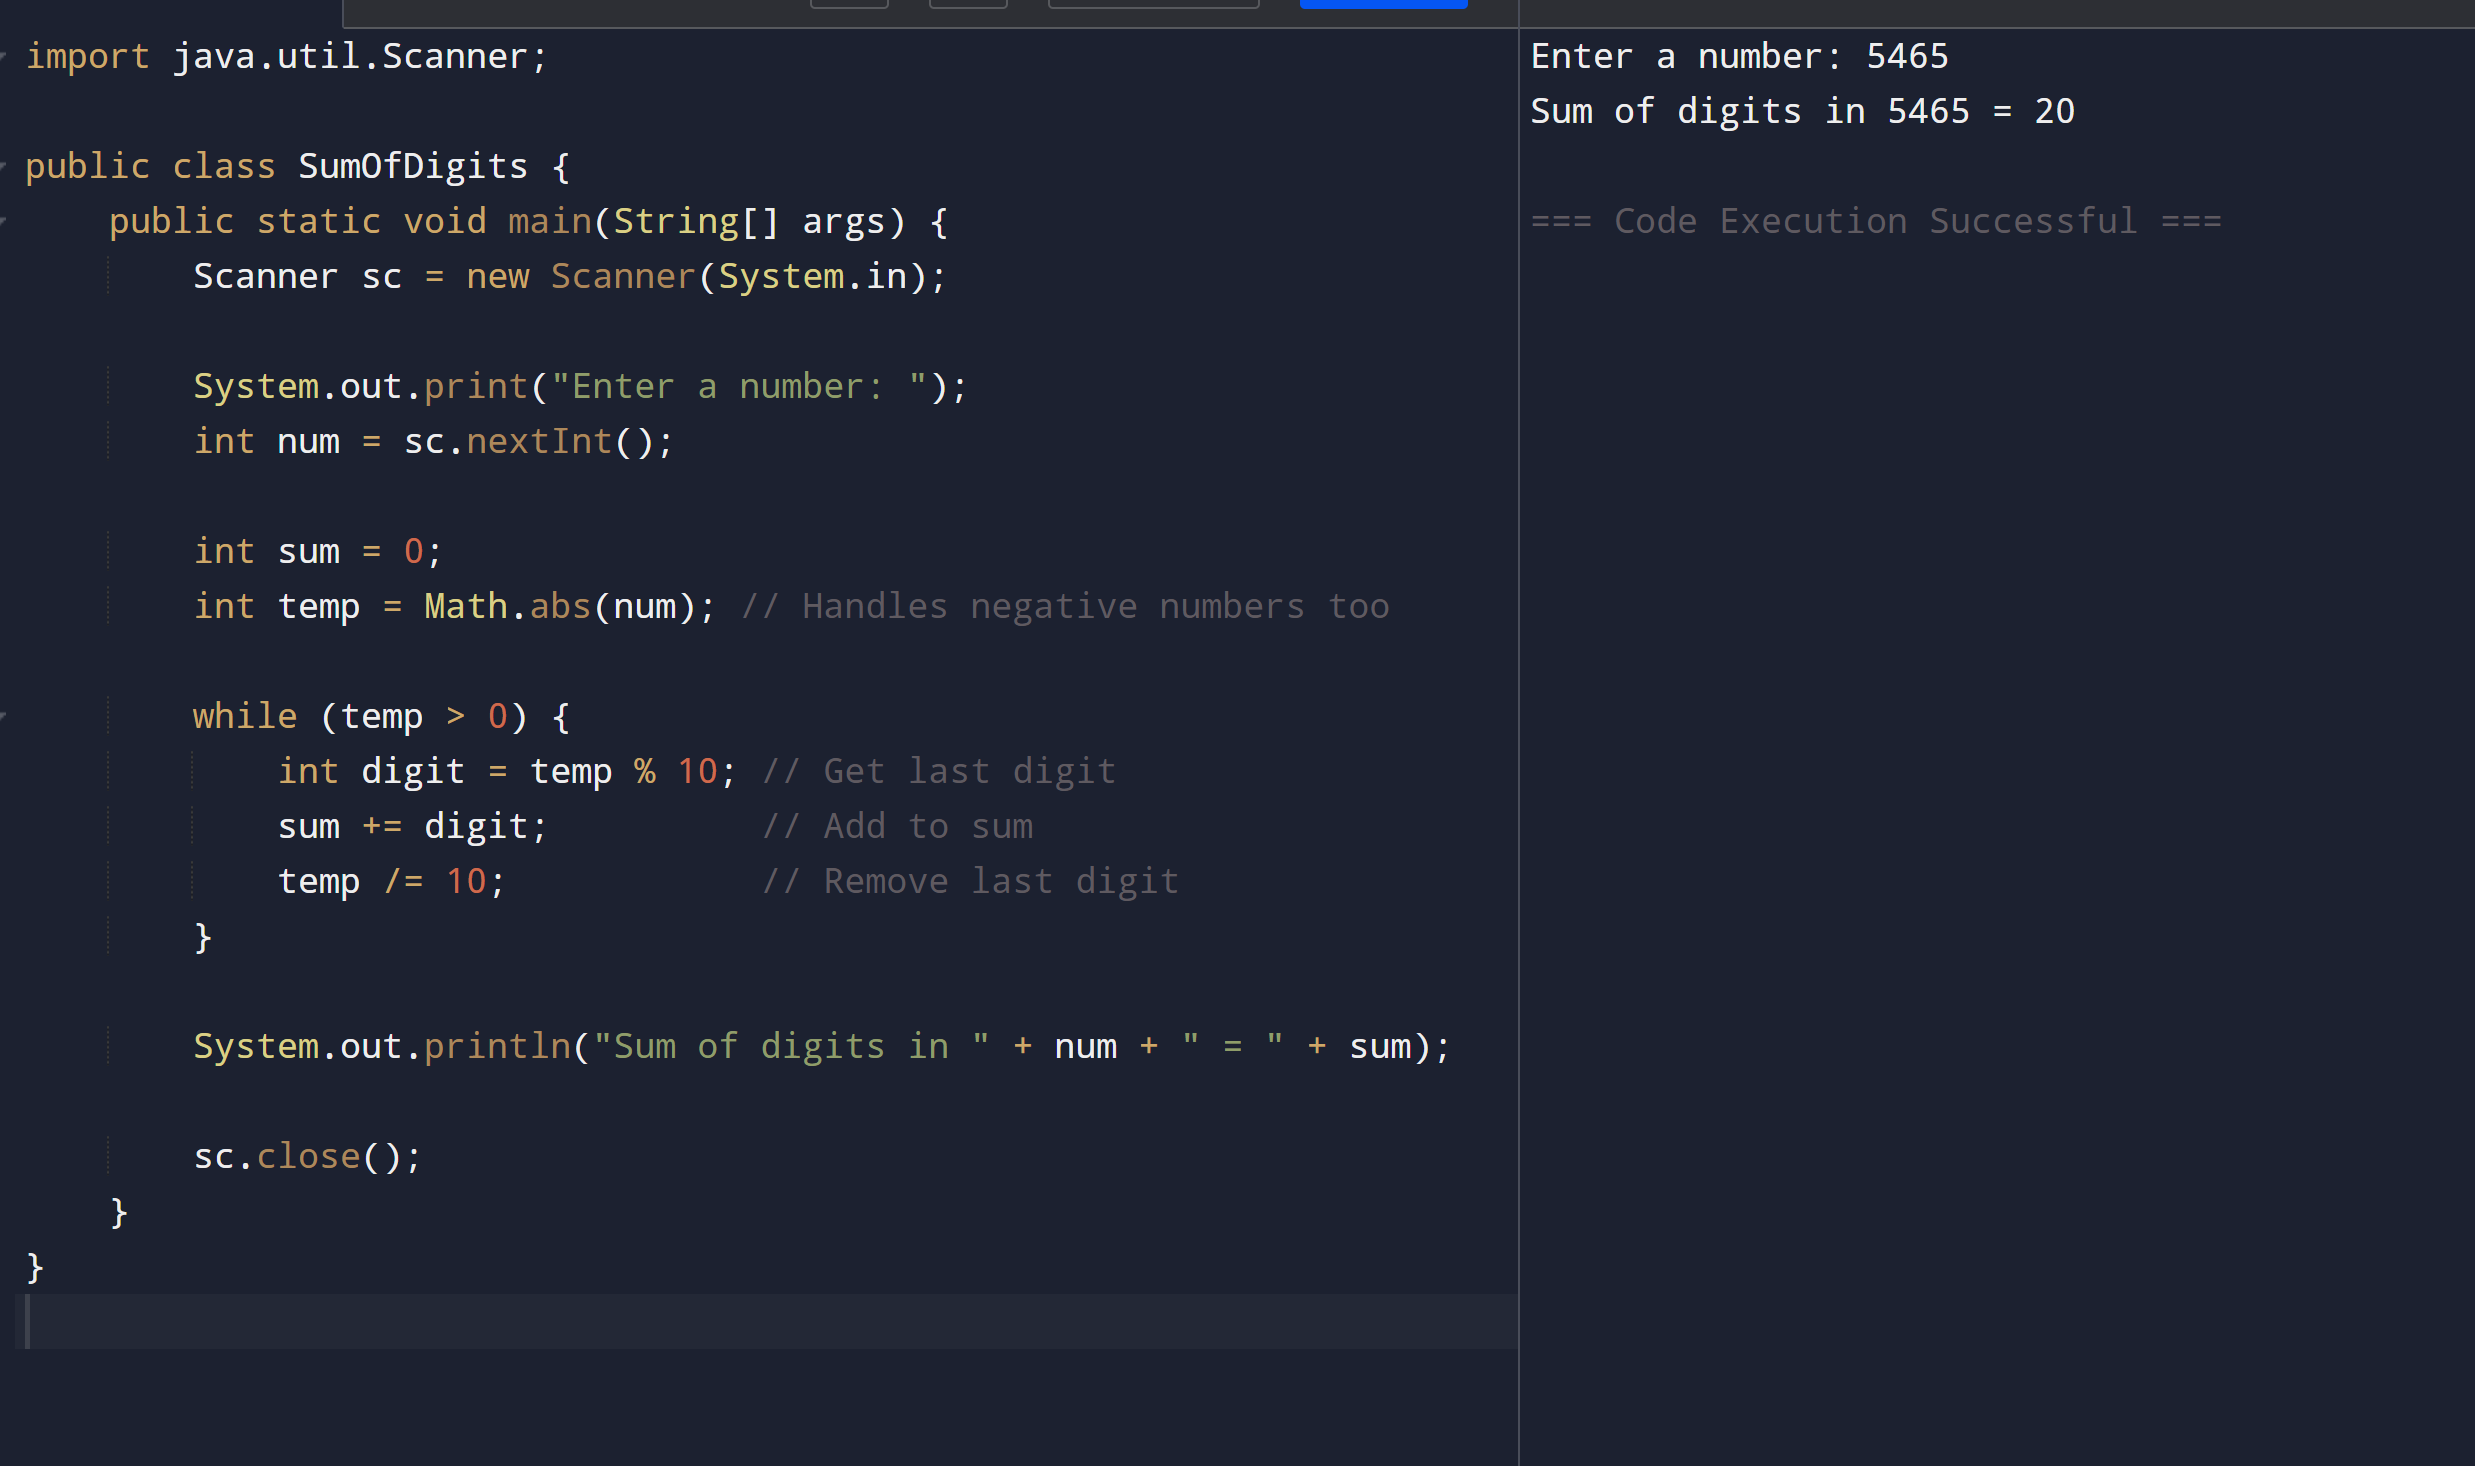 import java.util.Scanner;
public class SumOfDigits {
    public static void main(String[] args) {
        Scanner sc = new Scanner(System.in);
        System.out.print("Enter a number: ");
        int num = sc.nextInt();
        int sum = 0;
        int temp = Math.abs(num); // Handles negative numbers too
        while (temp > 0) {
            int digit = temp % 10; // Get last digit
            sum += digit;          // Add to sum
            temp /= 10;            // Remove last digit
        }
        System.out.println("Sum of digits in " + num + " = " + sum);
        sc.close();
    }
}
Enter a number: 5465
Sum of digits in 5465 = 20
=== Code Execution Successful ===